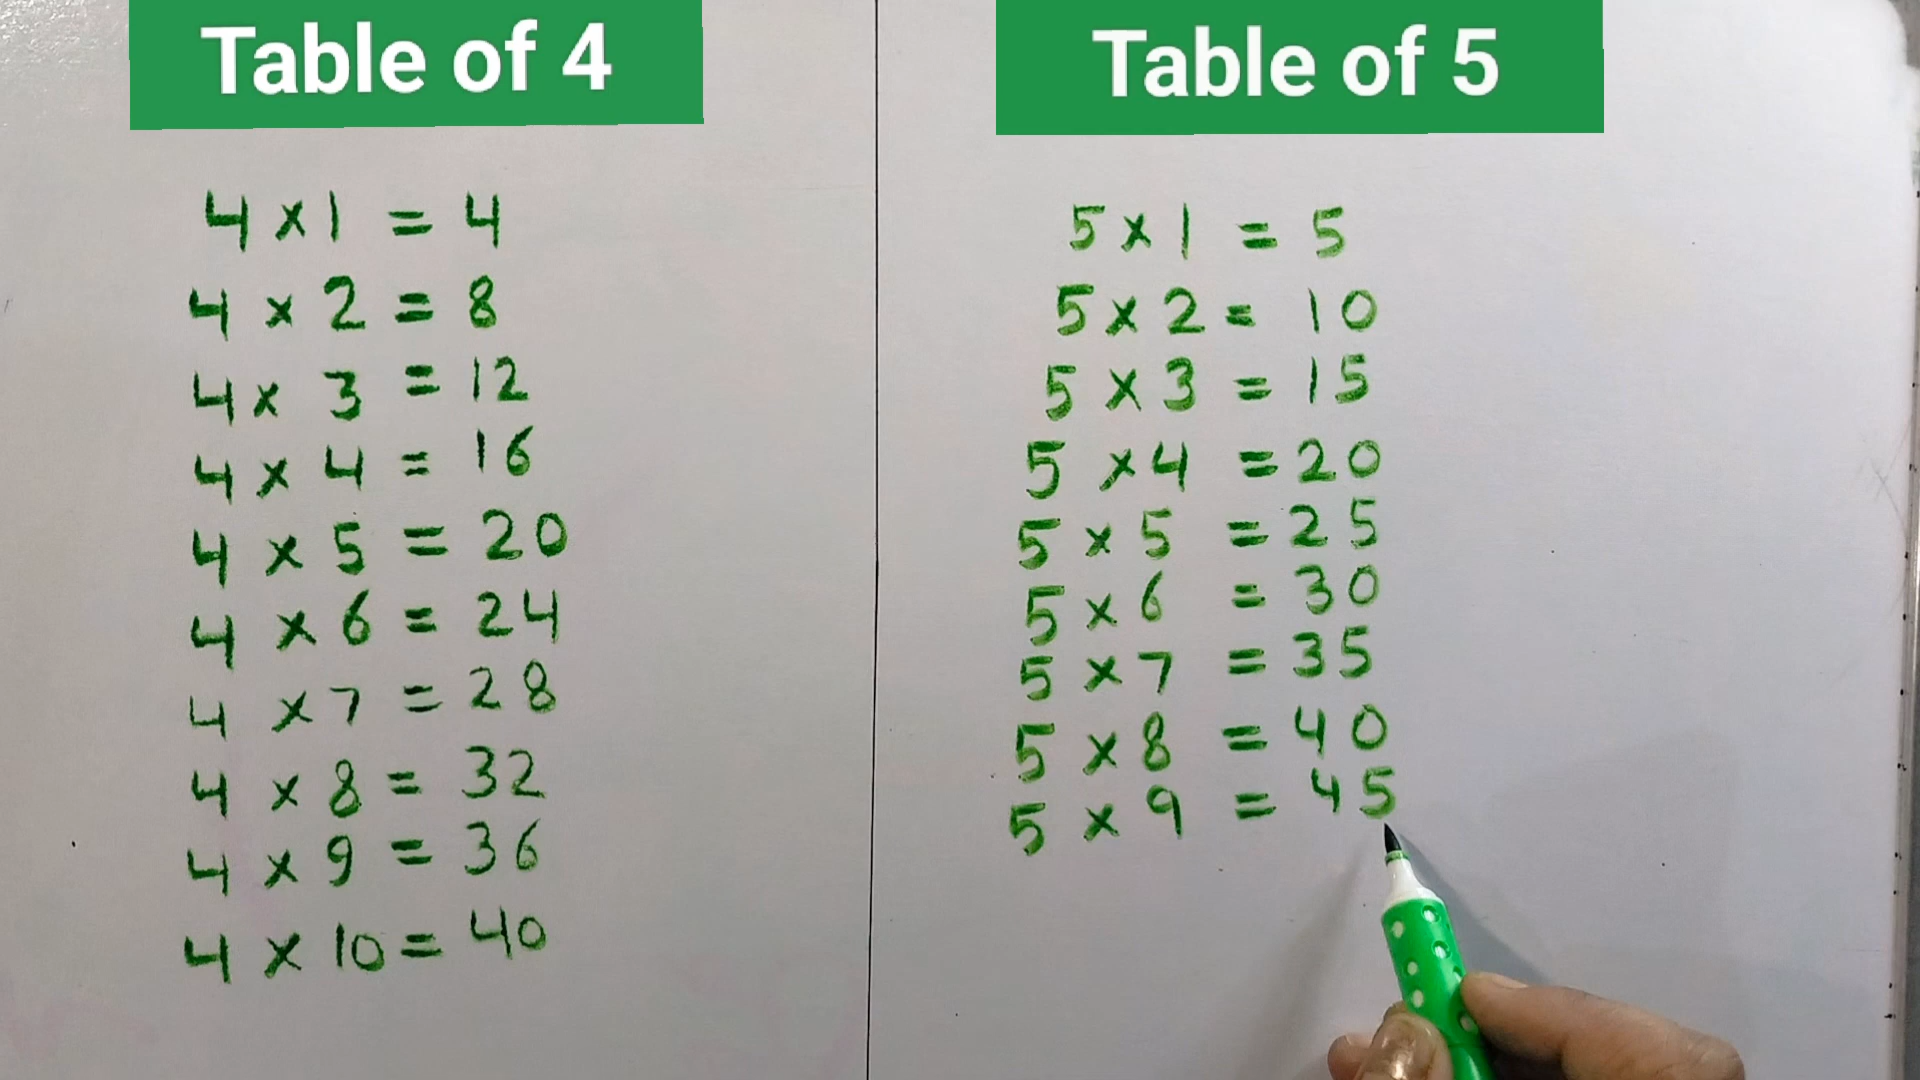 Table of 4
4 × 1 = 4
4 × 2 = 8
4 × 3 = 12
4 × 4 = 16
4 × 5 = 20
4 × 6 = 24
4 × 7 = 28
4 × 8 = 32
4 × 9 = 36
4 × 10 = 40
Table of 5
5 × 1 = 5
5 × 2 = 10
5 × 3 = 15
5 × 4 = 20
5 × 5 = 25
5 × 6 = 30
5 × 7 = 35
5 × 8 = 40
5 × 9 = 45